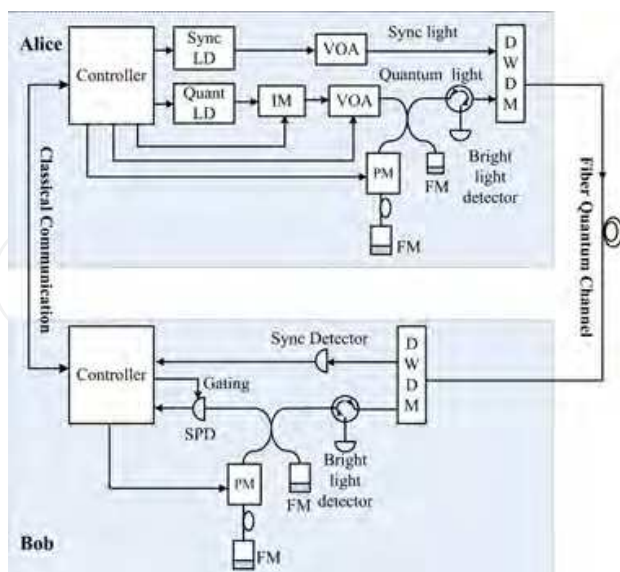 Alice
Controller
Sync
LD
VOA
Sync light
D
W
D
M
Quant
LD
IM
VOA
Quantum light
PM
FM
Bright
light
detector
FM
Classical Communication
Fiber Quantum Channel
Controller
Sync Detector
D
W
D
M
Gating
SPD
PM
FM
Bright
light
detector
FM
Bob